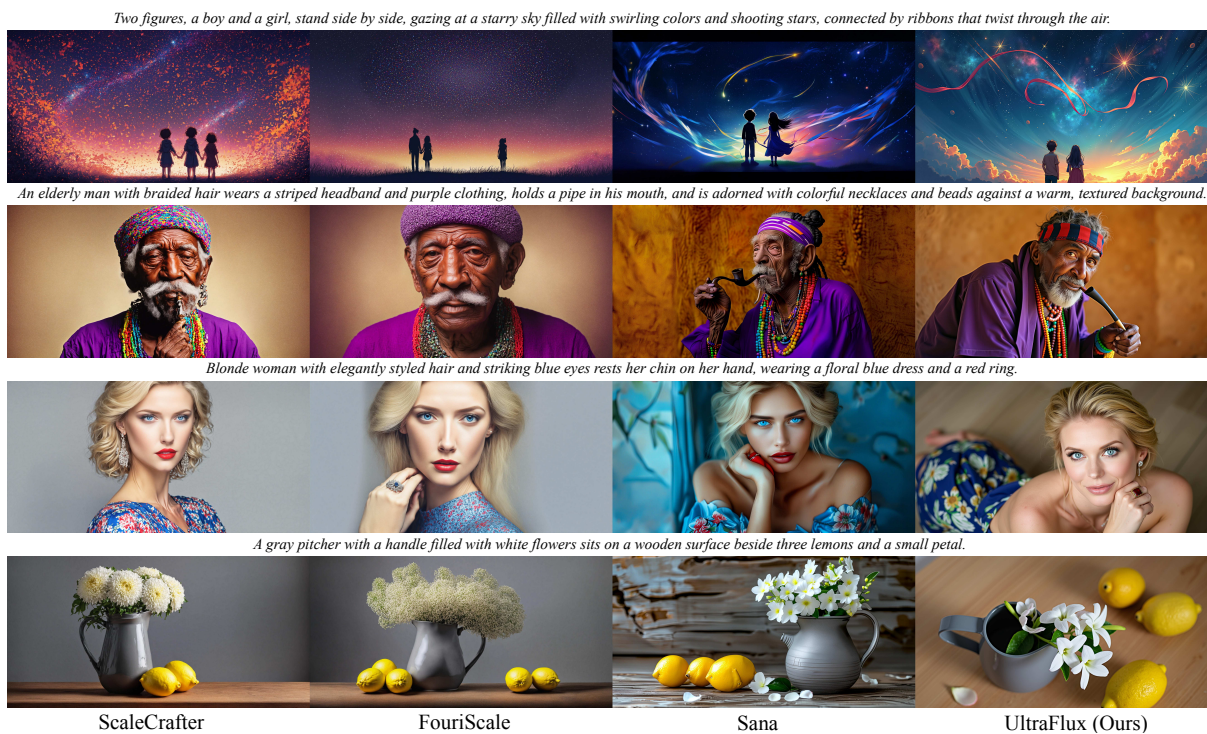 Two figures, a boy and a girl, stand side by side, gazing at a starry sky filled with swirling colors and shooting stars, connected by ribbons that twist through the air.
An elderly man with braided hair wears a striped headband and purple clothing, holds a pipe in his mouth, and is adorned with colorful necklaces and beads against a warm, textured background.
Blonde woman with elegantly styled hair and striking blue eyes rests her chin on her hand, wearing a floral blue dress and a red ring.
A gray pitcher with a handle filled with white flowers sits on a wooden surface beside three lemons and a small petal.
ScaleCrafter FouriScale Sana UltraFlux (Ours)